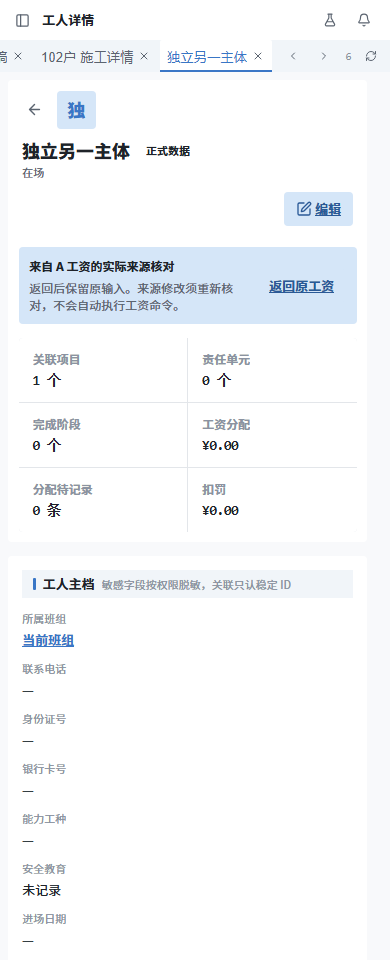 工人详情
102户 施工详情
独立另一主体
6
独
独立另一主体 正式数据
在场
编辑
来自 A 工资的实际来源核对
返回后保留原输入。来源修改须重新核
对，不会自动执行工资命令。
返回原工资
关联项目
1 个
责任单元
0 个
完成阶段
0 个
工资分配
¥0.00
分配待记录
0 条
扣罚
¥0.00
工人主档 敏感字段按权限脱敏，关联只认稳定 ID
所属班组
当前班组
联系电话
—
身份证号
—
银行卡号
—
能力工种
—
安全教育
未记录
进场日期
—